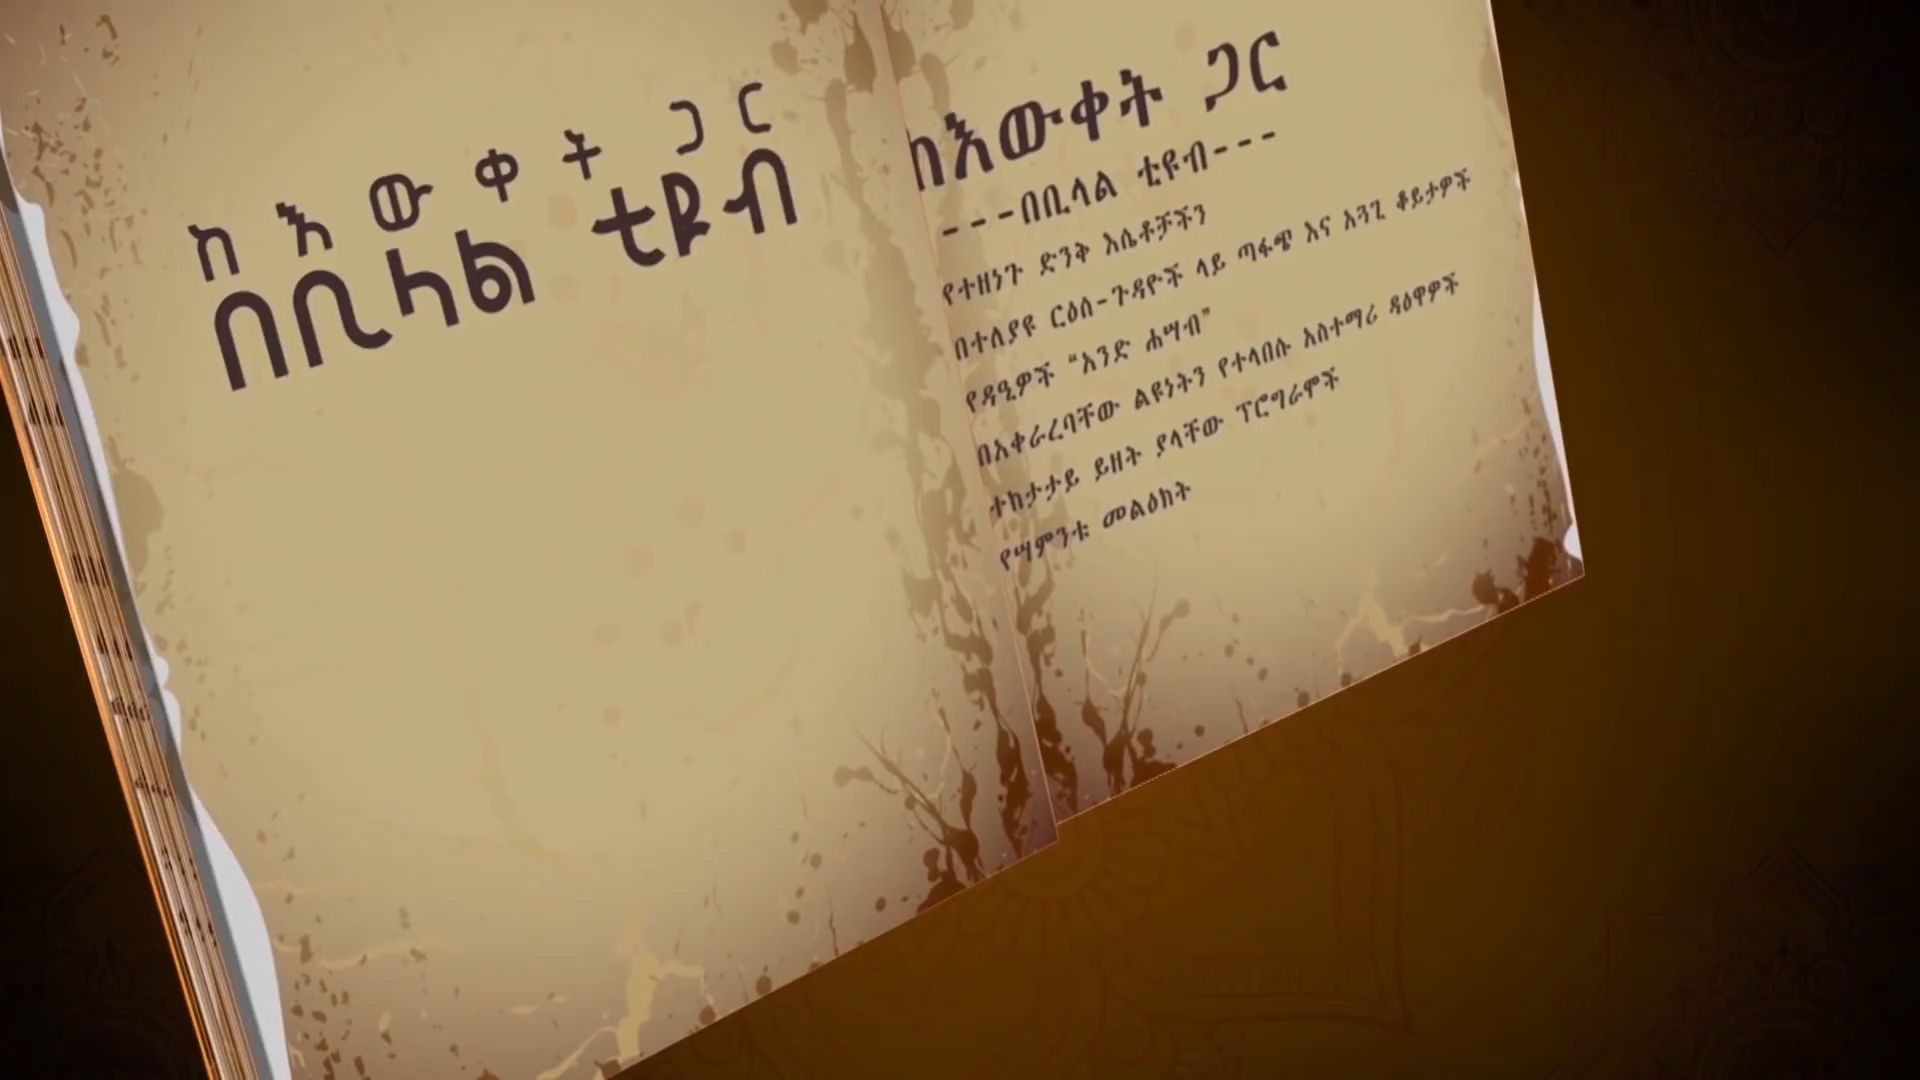 ከእውቀት ጋር
በቢላል ቲዩብ
ከእውቀት ጋር
---በቢላል ቲዩብ---
የተዘነጉ ድንቅ እሴቶቻችን
በተለያዩ ርዕሰ-ጉዳዮች ላይ ጣፋጭ እና አጓጊ ቆይታዎች
የዳዒዎች “አንድ ሐሣብ”
በአቀራረባቸው ልዩነትን የተላበሱ አስተማሪ ዳዕዋዎች
ተከታታይ ይዘት ያላቸው ፕሮግራሞች
የሣምንቱ መልዕክት